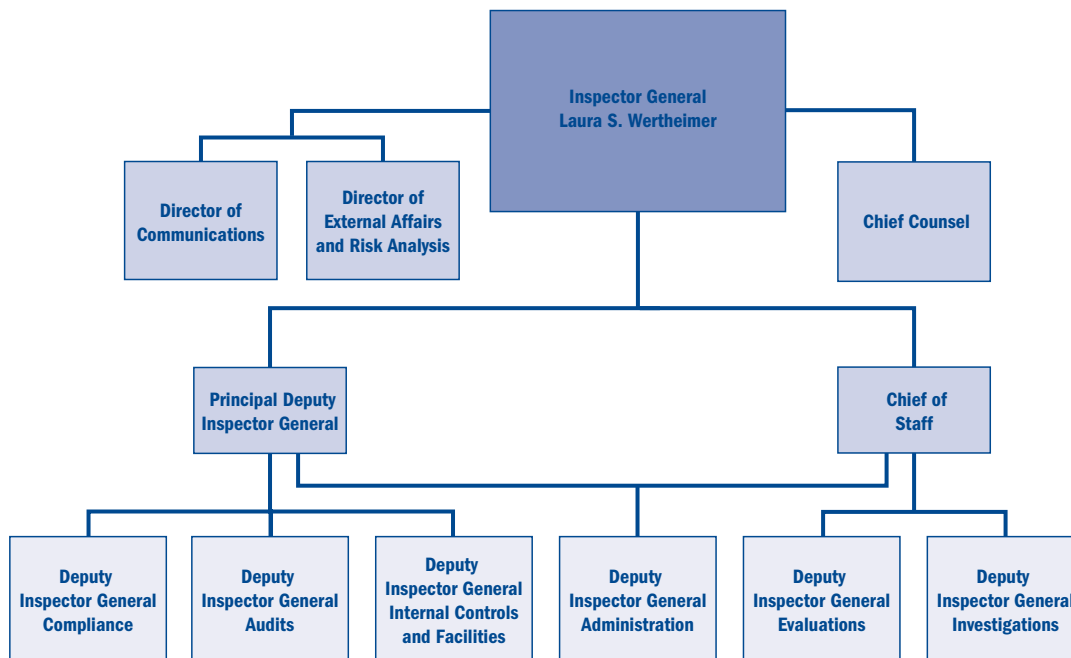 Inspector General
Laura S. Wertheimer
Director of
Communications
Director of
External Affairs
and Risk Analysis
Chief Counsel
Principal Deputy
Inspector General
Chief of
Staff
Deputy
Inspector General
Compliance
Deputy
Inspector General
Audits
Deputy
Inspector General
Internal Controls
and Facilities
Deputy
Inspector General
Administration
Deputy
Inspector General
Evaluations
Deputy
Inspector General
Investigations